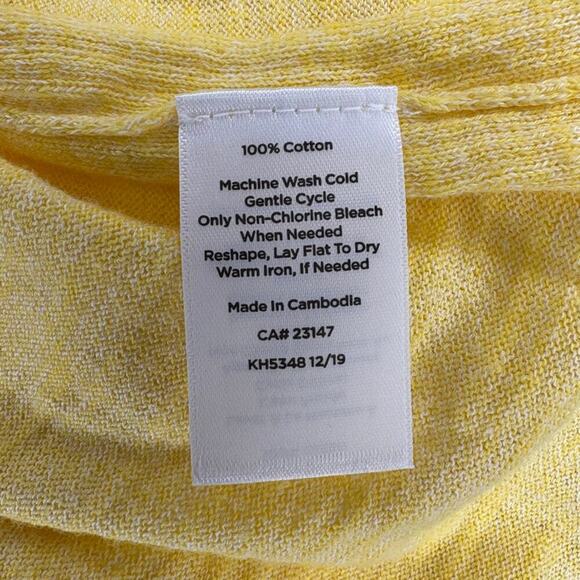 100% Cotton
Machine Wash Cold
Gentle Cycle
Only Non-Chlorine Bleach
When Needed
Reshape, Lay Flat To Dry
Warm Iron, If Needed
Made In Cambodia
CA# 23147
KH5348 12/19